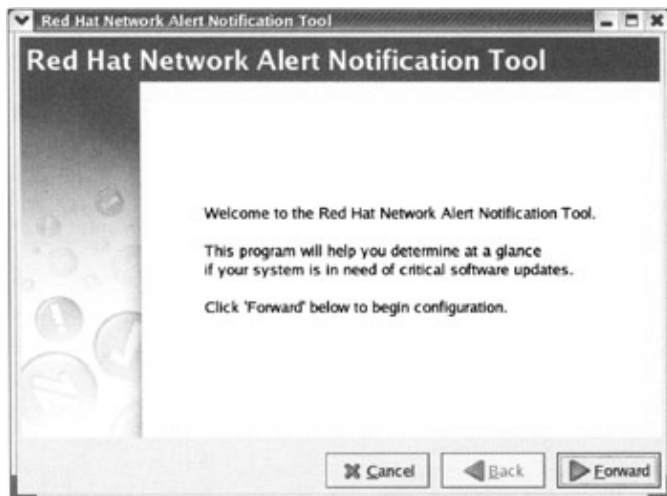 Red Hat Network Alert Notification Tool
Red Hat Network Alert Notification Tool
Welcome to the Red Hat Network Alert Notification Tool.
This program will help you determine at a glance
if your system is in need of critical software updates.
Click 'Forward' below to begin configuration.
Cancel
Back
Forward